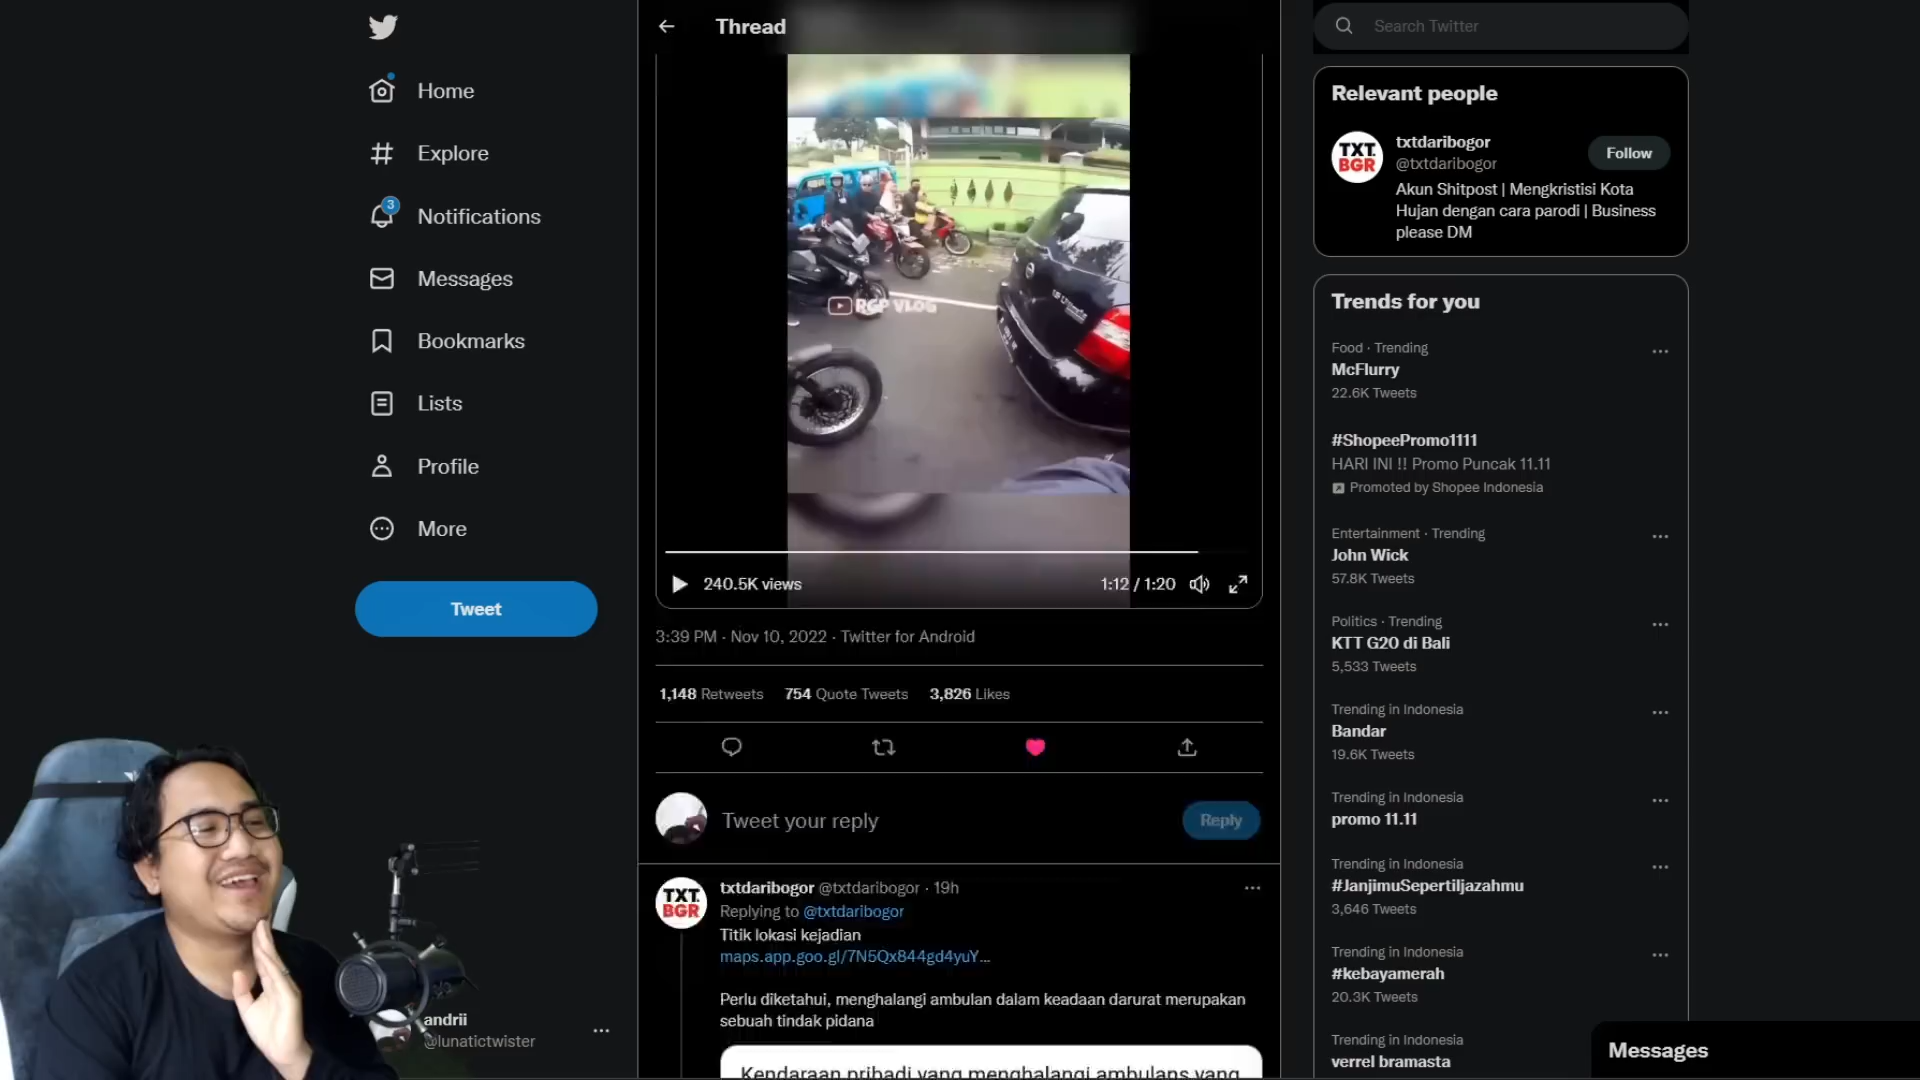 Home
Explore
3
Notifications
Messages
Bookmarks
Lists
Profile
More
Tweet
andrii
@lunatictwister
Thread
RGP VLOG
240.5K views
1:12 / 1:20
3:39 PM · Nov 10, 2022 · Twitter for Android
1,148 Retweets 754 Quote Tweets 3,826 Likes
Tweet your reply
Reply
TXT.
BGR
txtdaribogor @txtdaribogor · 19h
Replying to @txtdaribogor
Titik lokasi kejadian
maps.app.goo.gl/7N5Qx844gd4yuY...
Perlu diketahui, menghalangi ambulan dalam keadaan darurat merupakan
sebuah tindak pidana
Kendaraan pribadi yang menghalangi ambulans yang
Search Twitter
Relevant people
TXT.
BGR
txtdaribogor
@txtdaribogor
Follow
Akun Shitpost | Mengkristisi Kota
Hujan dengan cara parodi | Business
please DM
Trends for you
Food · Trending
McFlurry
22.6K Tweets
#ShopeePromo1111
HARI INI !! Promo Puncak 11.11
Promoted by Shopee Indonesia
Entertainment · Trending
John Wick
57.8K Tweets
Politics · Trending
KTT G20 di Bali
5,533 Tweets
Trending in Indonesia
Bandar
19.6K Tweets
Trending in Indonesia
promo 11.11
Trending in Indonesia
#JanjimuSepertiIjazahmu
3,646 Tweets
Trending in Indonesia
#kebayamerah
20.3K Tweets
Trending in Indonesia
verrel bramasta
Messages